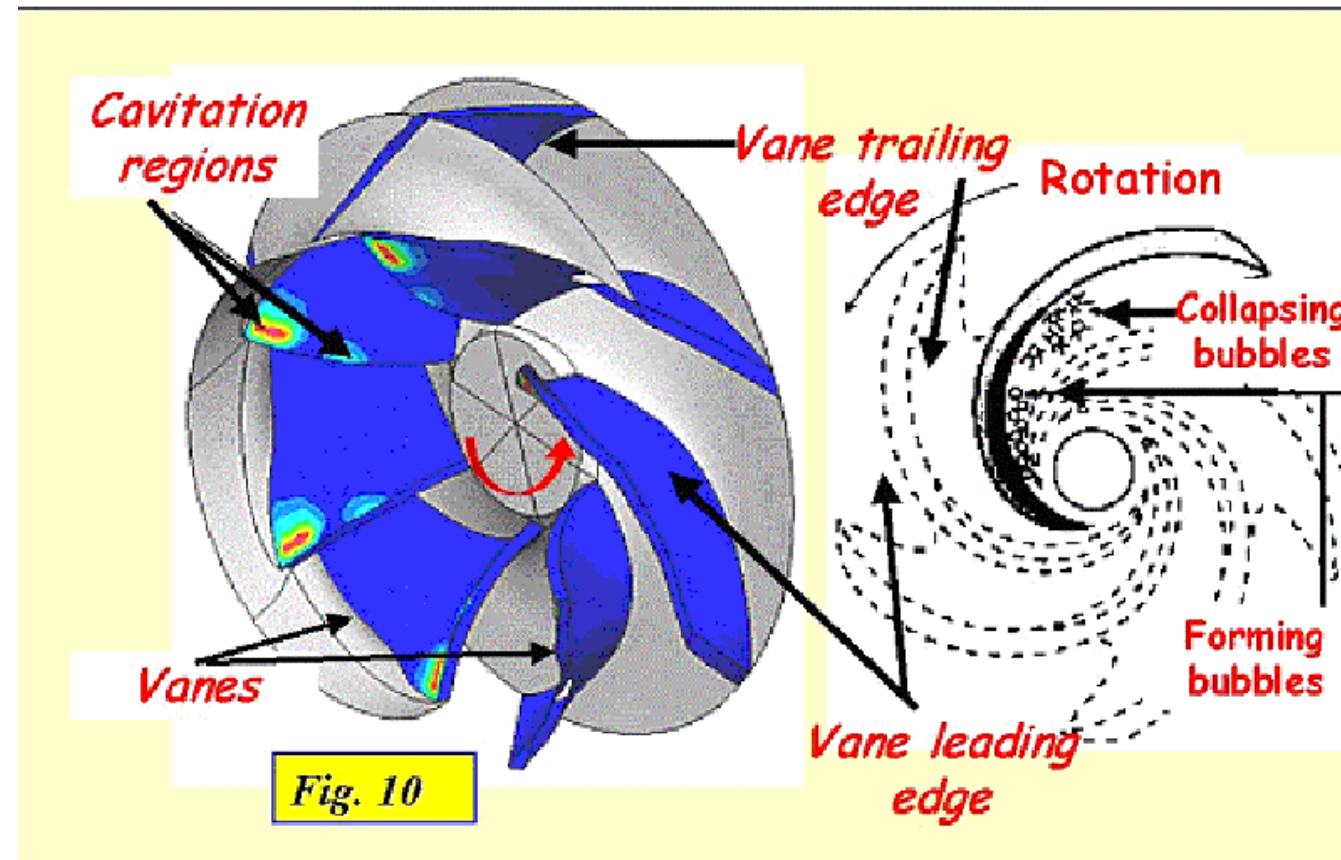 Cavitation
regions
Vane trailing
edge
Rotation
Collapsing
bubbles
Forming
bubbles
Vanes
Vane leading
edge
Fig. 10